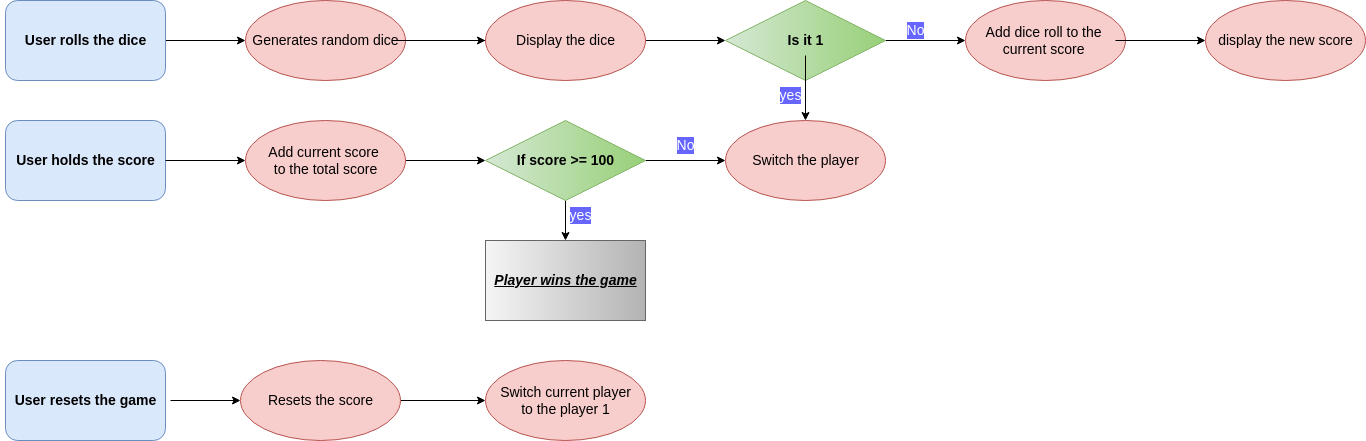 User rolls the dice
Generates random dice
Display the dice
Is it 1
No
Add dice roll to the
current score
display the new score
yes
User holds the score
Add current score
to the total score
If score >= 100
No
Switch the player
yes
Player wins the game
User resets the game
Resets the score
Switch current player
to the player 1